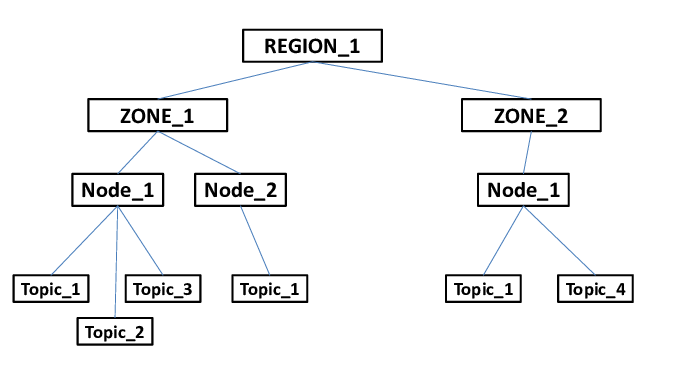 REGION_1
ZONE_1
ZONE_2
Node_1
Node_2
Node_1
Topic_1
Topic_3
Topic_1
Topic_1
Topic_4
Topic_2